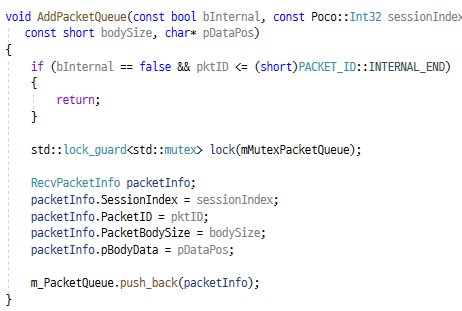 void AddPacketQueue(const bool bInternal, const Poco::Int32 sessionIndex
const short bodySize, char* pDataPos)
{
if (bInternal == false && pktID <= (short)PACKET_ID::INTERNAL_END)
{
return;
}
std::lock_guard<std::mutex> lock(mMutexPacketQueue);
RecvPacketInfo packetInfo;
packetInfo.SessionIndex = sessionIndex;
packetInfo.PacketID = pktID;
packetInfo.PacketBodySize = bodySize;
packetInfo.pBodyData = pDataPos;
m_PacketQueue.push_back(packetInfo);
}